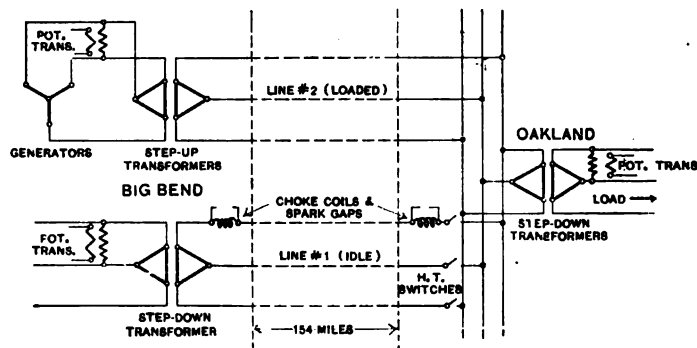 POT.
TRANS.
LINE #2 (LOADED)
GENERATORS
STEP-UP
TRANSFORMERS
OAKLAND
POT. TRANS.
BIG BEND
CHOKE COILS &
SPARK GAPS
LOAD
STEP-DOWN
TRANSFORMERS
POT.
TRANS.
LINE #1 (IDLE)
H.T.
SWITCHES
STEP-DOWN
TRANSFORMER
154 MILES